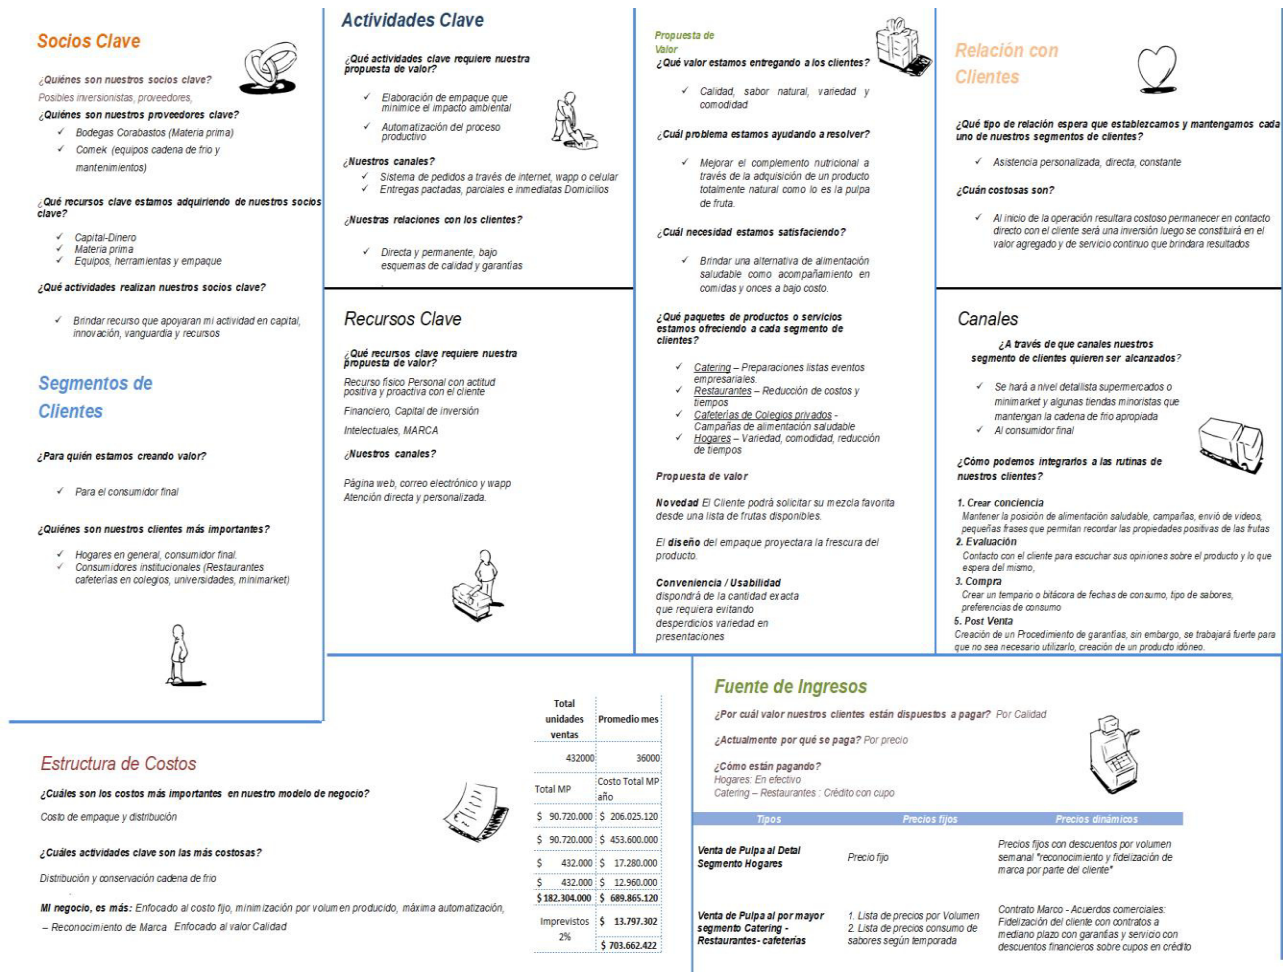 Socios Clave
¿Quiénes son nuestros socios clave?
Posibles inversionistas, proveedores,
¿Quiénes son nuestros proveedores clave?
✓ Bodegas Corabastos (Materia prima)
✓ Comek (equipos cadena de frio y
mantenimientos)
¿Qué recursos clave estamos adquiriendo de nuestros socios
clave?
✓ Capital-Dinero
✓ Materia prima
✓ Equipos, herramientas y empaque
¿Qué actividades realizan nuestros socios clave?
✓ Brindar recurso que apoyaran mi actividad en capital,
innovación, vanguardia y recursos
Segmentos de
Clientes
¿Para quién estamos creando valor?
✓ Para el consumidor final
¿Quiénes son nuestros clientes más importantes?
✓ Hogares en general, consumidor final.
✓ Consumidores institucionales (Restaurantes
cafeterías en colegios, universidades, minimarket)
Actividades Clave
¿Qué actividades clave requiere nuestra
propuesta de valor?
✓ Elaboración de empaque que
minimice el impacto ambiental
✓ Automatización del proceso
productivo
¿Nuestros canales?
✓ Sistema de pedidos a través de internet, wapp o celular
✓ Entregas pactadas, parciales e inmediatas Domicilios
¿Nuestras relaciones con los clientes?
✓ Directa y permanente, bajo
esquemas de calidad y garantías
Recursos Clave
¿Qué recursos clave requiere nuestra
propuesta de valor?
Recurso físico Personal con actitud
positiva y proactiva con el cliente
Financiero, Capital de inversión
Intelectuales, MARCA
¿Nuestros canales?
Página web, correo electrónico y wapp
Atención directa y personalizada.
Propuesta de
Valor
¿Qué valor estamos entregando a los clientes?
✓ Calidad, sabor natural, variedad y
comodidad
¿Cuál problema estamos ayudando a resolver?
✓ Mejorar el complemento nutricional a
través de la adquisición de un producto
totalmente natural como lo es la pulpa
de fruta.
¿Cuál necesidad estamos satisfaciendo?
✓ Brindar una alternativa de alimentación
saludable como acompañamiento en
comidas y onces a bajo costo.
¿Qué paquetes de productos o servicios
estamos ofreciendo a cada segmento de
clientes?
✓ Catering – Preparaciones listas eventos
empresariales.
✓ Restaurantes – Reducción de costos y
tiempos
✓ Cafeterías de Colegios privados -
Campañas de alimentación saludable
✓ Hogares – Variedad, comodidad, reducción
de tiempos
Propuesta de valor
Novedad El Cliente podrá solicitar su mezcla favorita
desde una lista de frutas disponibles.
El diseño del empaque proyectara la frescura del
producto.
Conveniencia / Usabilidad
dispondrá de la cantidad exacta
que requiera evitando
desperdicios variedad en
presentaciones
Relación con
Clientes
¿Qué tipo de relación espera que establezcamos y mantengamos cada
uno de nuestros segmentos de clientes?
✓ Asistencia personalizada, directa, constante
¿Cuán costosas son?
✓ Al inicio de la operación resultara costoso permanecer en contacto
directo con el cliente será una inversión luego se constituirá en el
valor agregado y de servicio continuo que brindara resultados
Canales
¿A través de que canales nuestros
segmento de clientes quieren ser alcanzados?
✓ Se hará a nivel detallista supermercados o
minimarket y algunas tiendas minoristas que
mantengan la cadena de frio apropiada
✓ Al consumidor final
¿Cómo podemos integrarlos a las rutinas de
nuestros clientes?
1. Crear conciencia
Mantener la posición de alimentación saludable, campañas, envió de videos,
pequeñas frases que permitan recordar las propiedades positivas de las frutas
2. Evaluación
Contacto con el cliente para escuchar sus opiniones sobre el producto y lo que
espera del mismo,
3. Compra
Crear un tempario o bitácora de fechas de consumo, tipo de sabores,
preferencias de consumo
5. Post Venta
Creación de un Procedimiento de garantías, sin embargo, se trabajará fuerte para
que no sea necesario utilizarlo, creación de un producto idóneo.
Estructura de Costos
¿Cuáles son los costos más importantes en nuestro modelo de negocio?
Costo de empaque y distribución
¿Cuáles actividades clave son las más costosas?
Distribución y conservación cadena de frio
MI negocio, es más: Enfocado al costo fijo, minimización por volumen producido, máxima automatización,
– Reconocimiento de Marca Enfocado al valor Calidad
Total
unidades
ventas
Promedio mes
432000 36000
Total MP
Costo Total MP
año
$ 90.720.000 $ 206.025.120
$ 90.720.000 $ 453.600.000
$ 432.000 $ 17.280.000
$ 432.000 $ 12.960.000
$ 182.304.000 $ 689.865.120
Imprevistos
2%
$ 13.797.302
$ 703.662.422
Fuente de Ingresos
¿Por cuál valor nuestros clientes están dispuestos a pagar? Por Calidad
¿Actualmente por qué se paga? Por precio
¿Cómo están pagando?
Hogares: En efectivo
Catering – Restaurantes : Crédito con cupo
Tipos Precios fijos Precios dinámicos
Venta de Pulpa al Detal
Segmento Hogares
Precio fijo
Precios fijos con descuentos por volumen
semanal "reconocimiento y fidelización de
marca por parte del cliente"
Venta de Pulpa al por mayor
segmento Catering -
Restaurantes- cafeterías
1. Lista de precios por Volumen
2. Lista de precios consumo de
sabores según temporada
Contrato Marco - Acuerdos comerciales:
Fidelización del cliente con contratos a
mediano plazo con garantías y servicio con
descuentos financieros sobre cupos en crédito